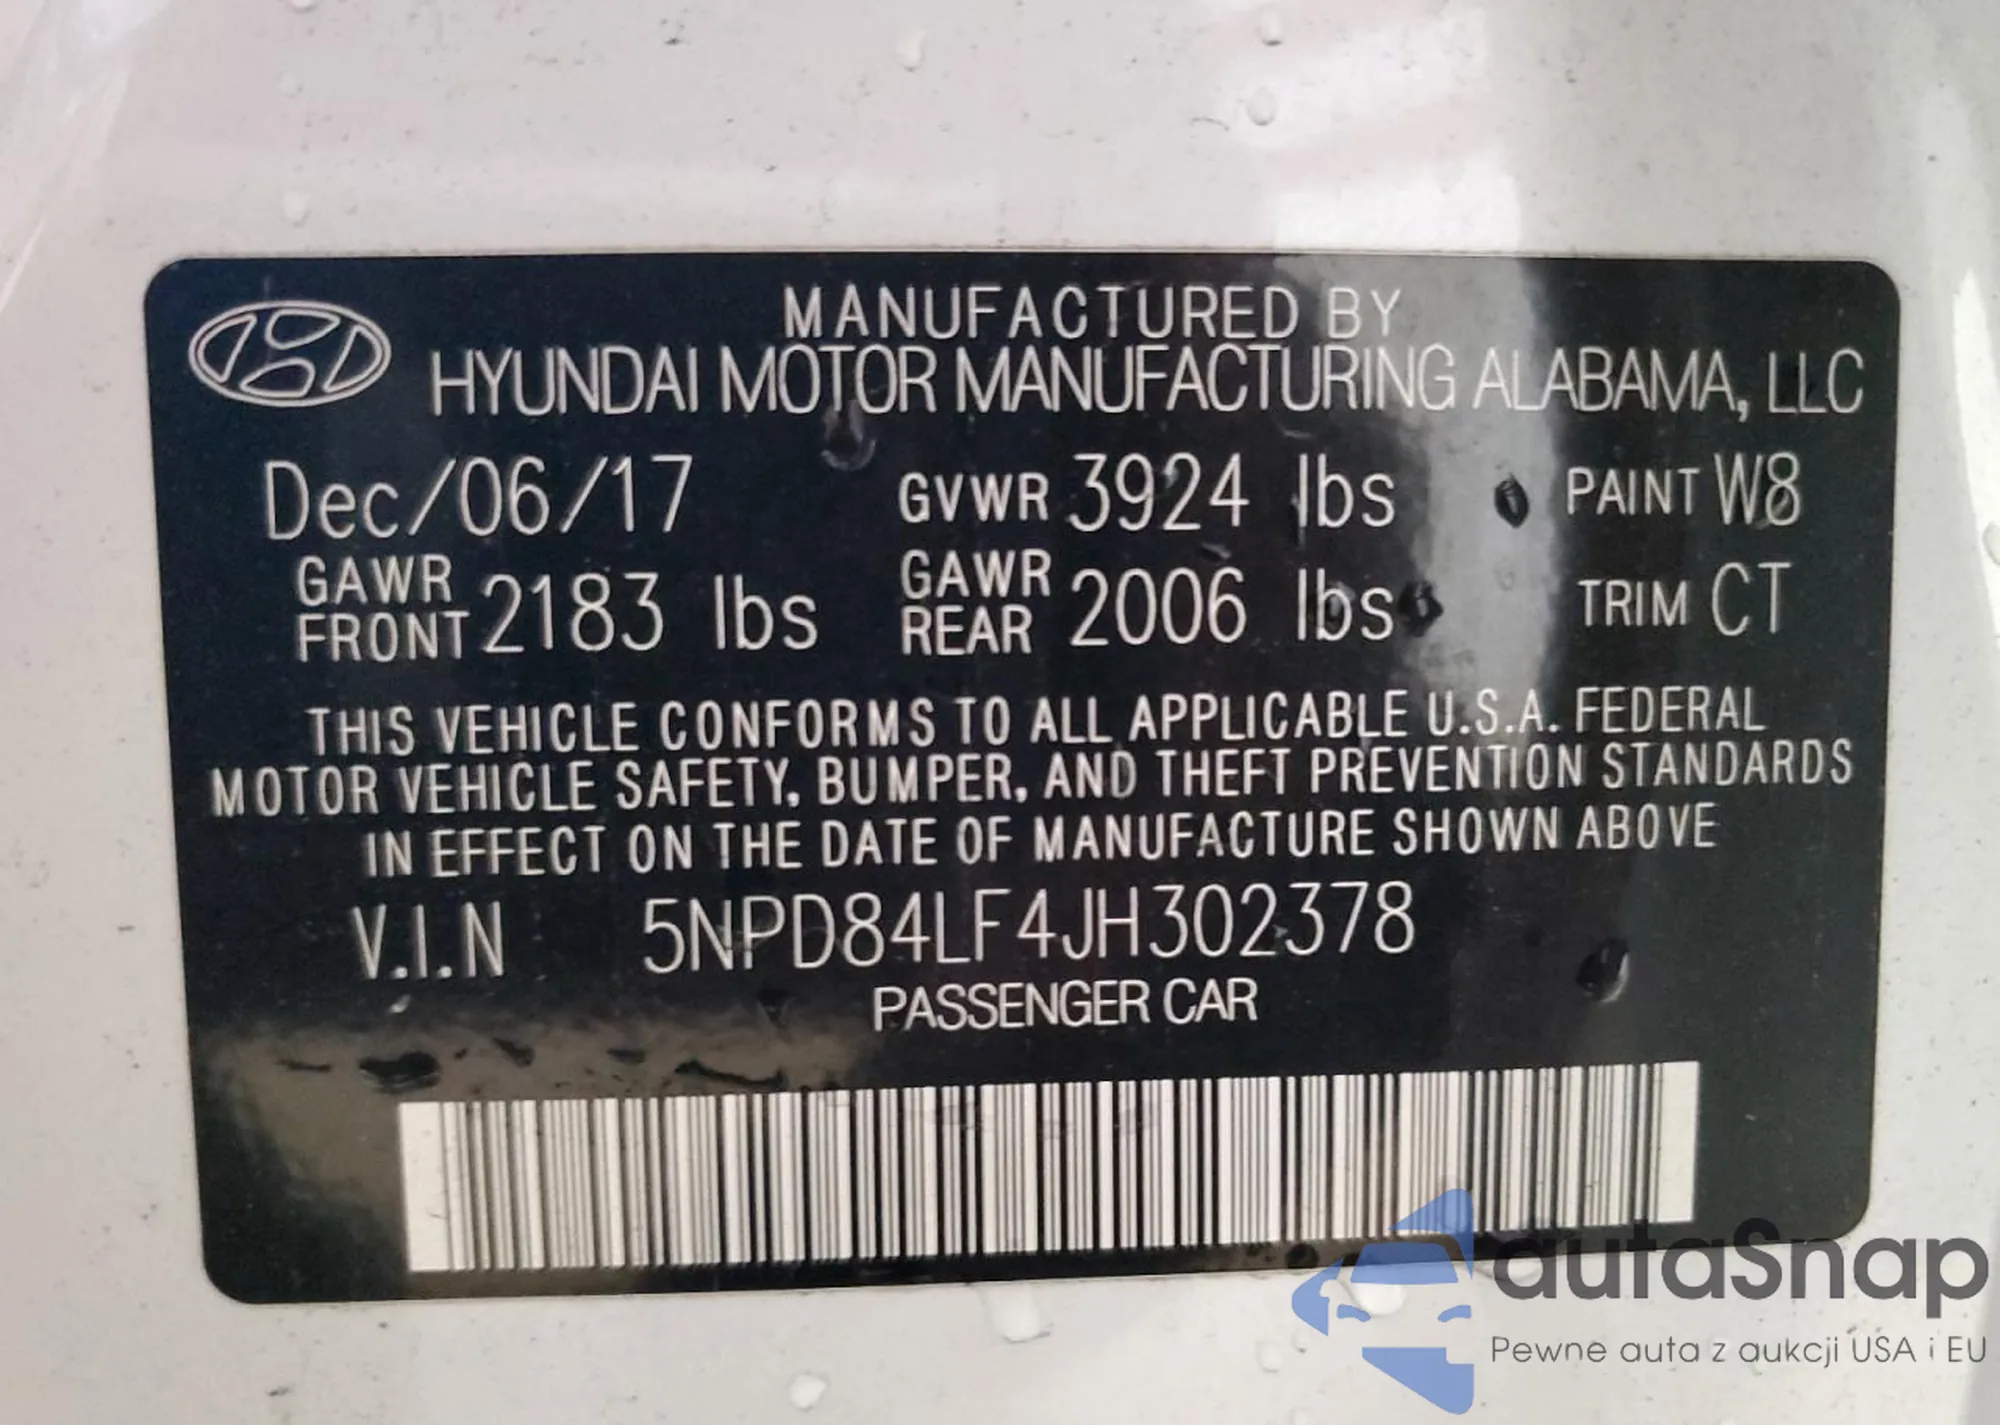 MANUFACTURED BY
HYUNDAI MOTOR MANUFACTURING ALABAMA, LLC
Dec/06/17 GVWR 3924 lbs PAINT W8
GAWR FRONT 2183 lbs GAWR REAR 2006 lbs TRIM CT
THIS VEHICLE CONFORMS TO ALL APPLICABLE U.S.A. FEDERAL
MOTOR VEHICLE SAFETY, BUMPER, AND THEFT PREVENTION STANDARDS
IN EFFECT ON THE DATE OF MANUFACTURE SHOWN ABOVE
V.I.N 5NPD84LF4JH302378
PASSENGER CAR
autaSnap
Pewne auta z aukcji USA i EU